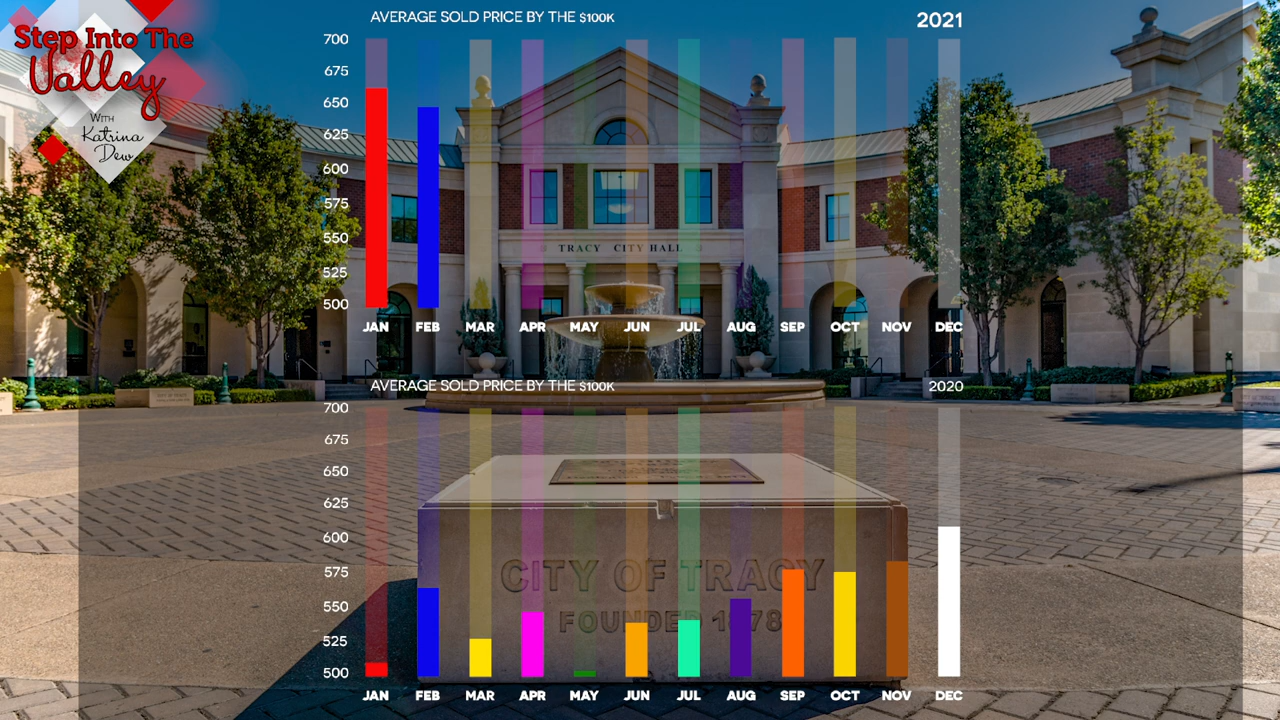 Step Into The
Valley
WITH
Katrina
Dew
AVERAGE SOLD PRICE BY THE $100K
2021
700
675
650
625
600
575
550
525
500
TRACY CITY HALL
JAN FEB MAR APR MAY JUN JUL AUG SEP OCT NOV DEC
AVERAGE SOLD PRICE BY THE $100K
2020
700
675
650
625
600
575
550
525
500
CITY OF TRACY
FOUNDED 1878
JAN FEB MAR APR MAY JUN JUL AUG SEP OCT NOV DEC